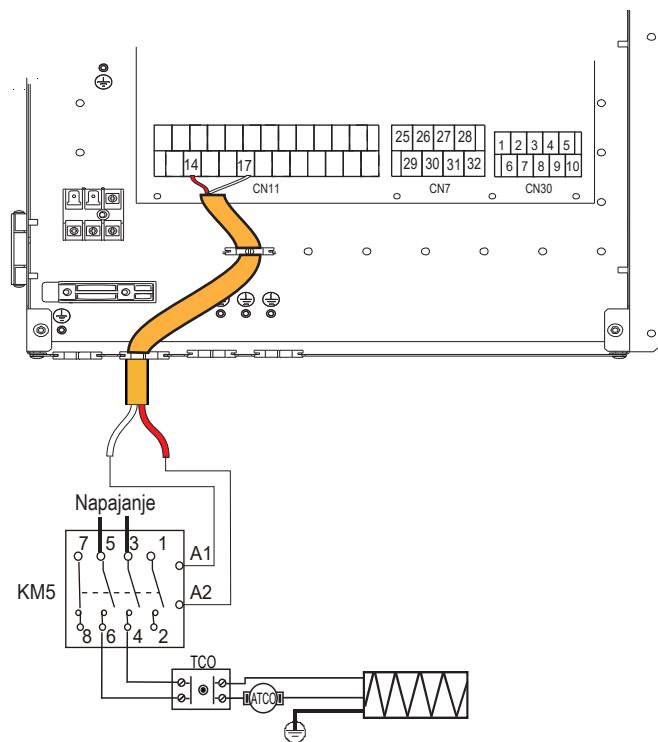 25 26 27 28
1 2 3 4 5
14 17
29 30 31 32
6 7 8 9 10
CN11 CN7 CN30
Napajanje
7 5 3 1
A1
KM5
A2
8 6 4 2
TCO
ATCO